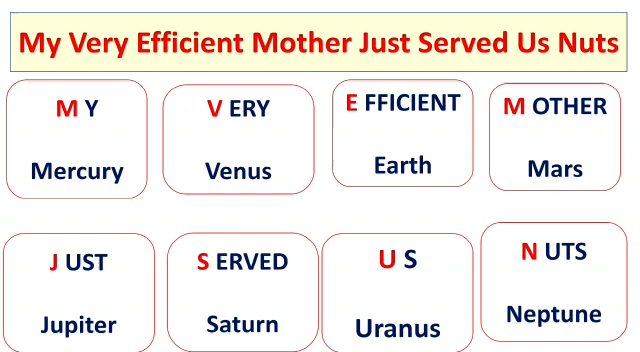 My Very Efficient Mother Just Served Us Nuts
M Y
Mercury
V ERY
Venus
E FFICIENT
Earth
M OTHER
Mars
J UST
Jupiter
S ERVED
Saturn
U S
Uranus
N UTS
Neptune